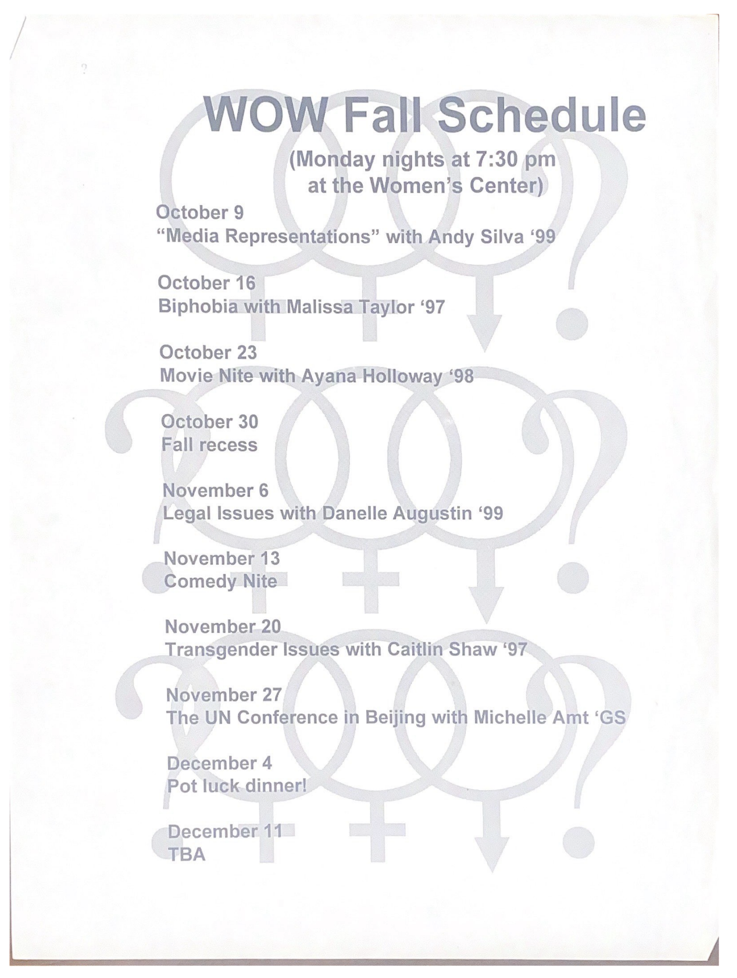 WOW Fall Schedule
(Monday nights at 7:30 pm
at the Women's Center)
October 9
“Media Representations” with Andy Silva ‘99
October 16
Biphobia with Malissa Taylor ‘97
October 23
Movie Nite with Ayana Holloway ‘98
October 30
Fall recess
November 6
Legal Issues with Danelle Augustin ‘99
November 13
Comedy Nite
November 20
Transgender Issues with Caitlin Shaw ‘97
November 27
The UN Conference in Beijing with Michelle Amt ‘GS
December 4
Pot luck dinner!
December 11
TBA